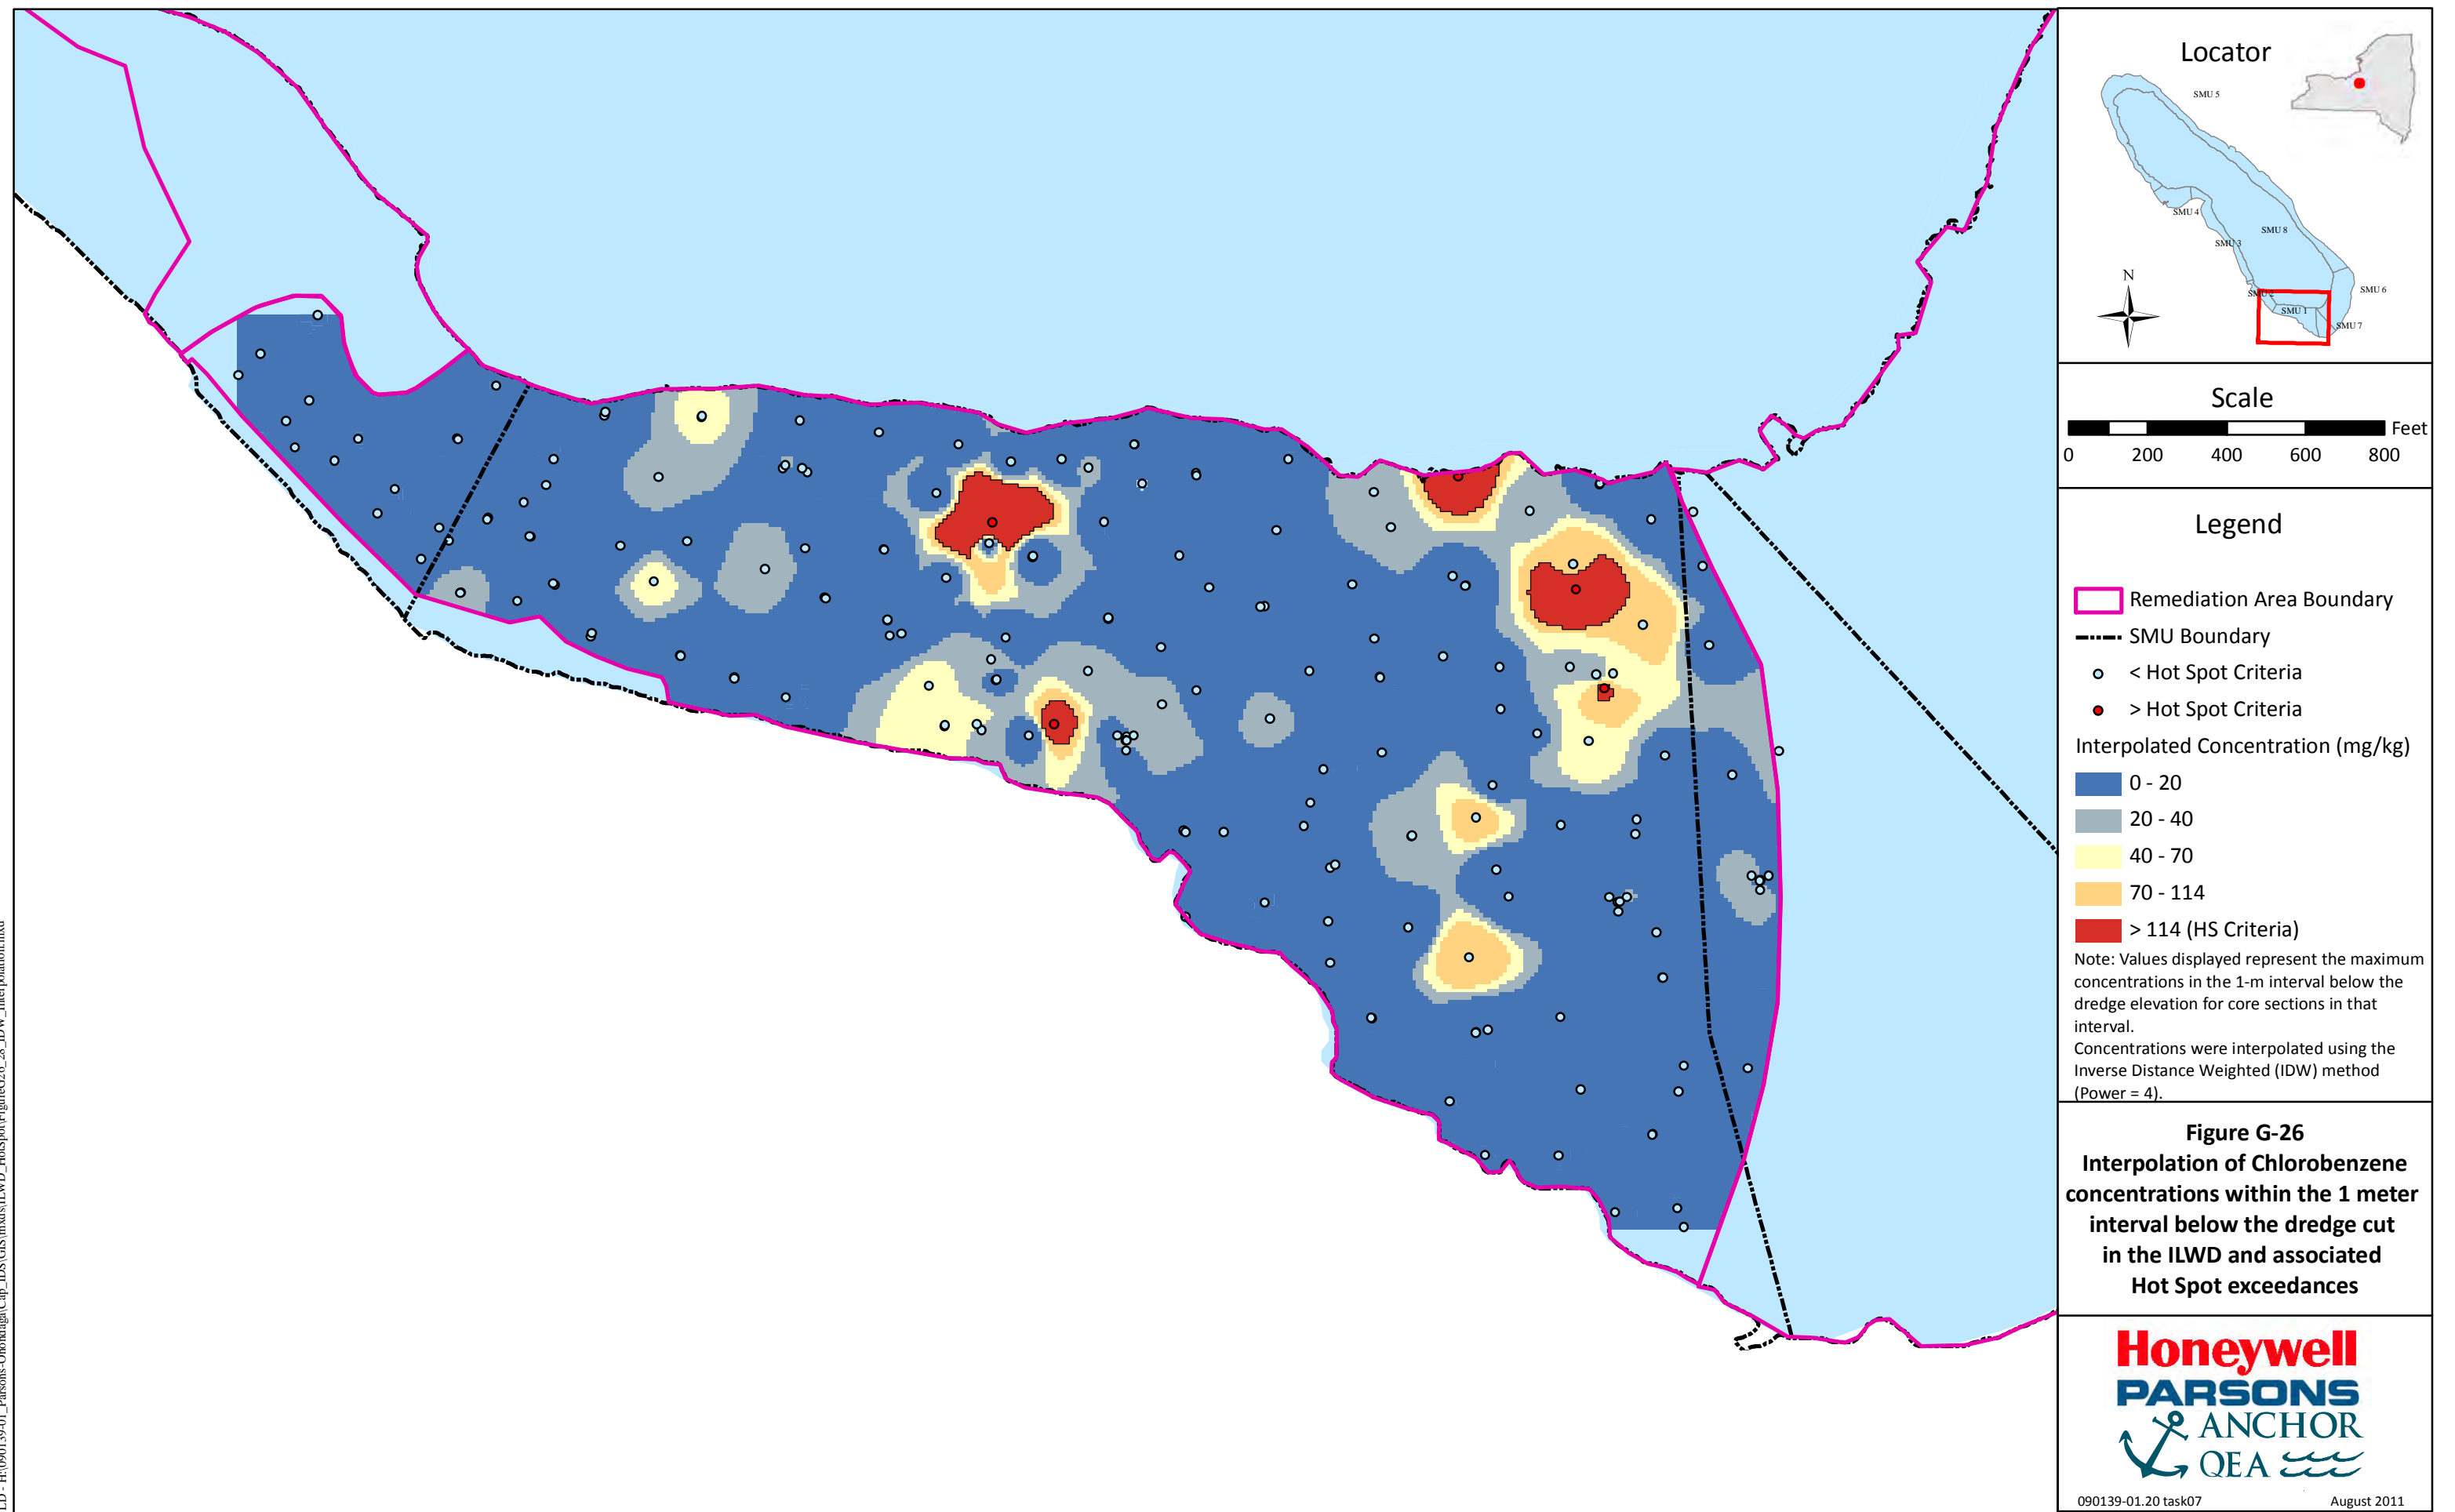 Locator
SMU 5
SMU 4
SMU 8
SMU 3
N
SMU 2
SMU 6
SMU 1
SMU 7
Scale
Feet
0 200 400 600 800
Legend
Remediation Area Boundary
SMU Boundary
< Hot Spot Criteria
> Hot Spot Criteria
Interpolated Concentration (mg/kg)
0 - 20
20 - 40
40 - 70
70 - 114
> 114 (HS Criteria)
Note: Values displayed represent the maximum
concentrations in the 1-m interval below the
dredge elevation for core sections in that
interval.
Concentrations were interpolated using the
Inverse Distance Weighted (IDW) method
(Power = 4).
Figure G-26
Interpolation of Chlorobenzene
concentrations within the 1 meter
interval below the dredge cut
in the ILWD and associated
Hot Spot exceedances
Honeywell
PARSONS
ANCHOR
QEA
090139-01.20 task07 August 2011